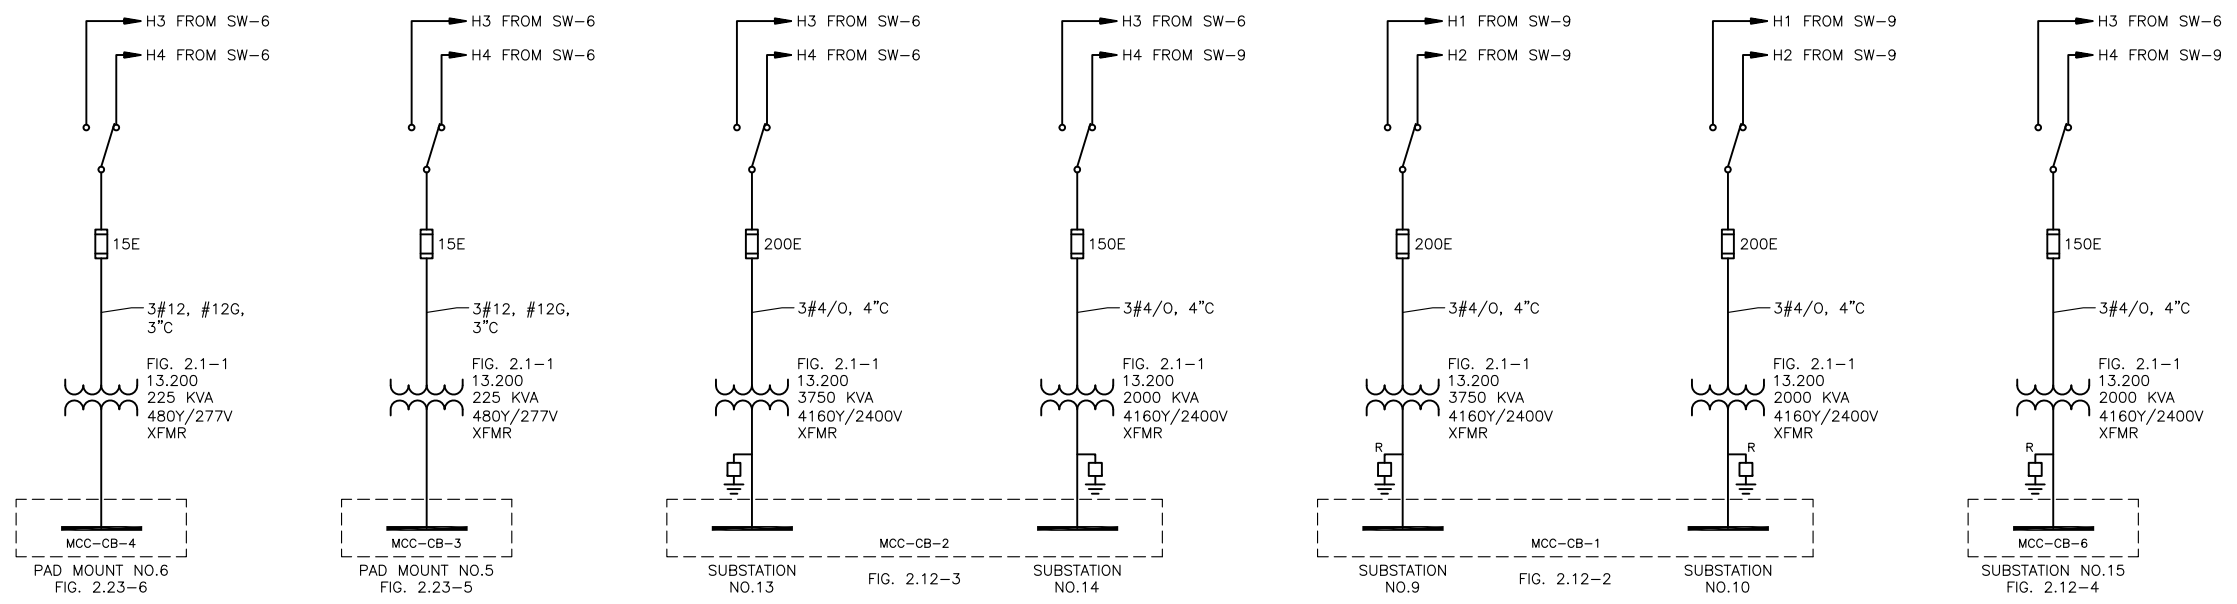 H3 FROM SW-6
H4 FROM SW-6
15E
3#12, #12G,
3"C
FIG. 2.1-1
13.200
225 KVA
480Y/277V
XFMR
MCC-CB-4
PAD MOUNT NO.6
FIG. 2.23-6
H3 FROM SW-6
H4 FROM SW-6
15E
3#12, #12G,
3"C
FIG. 2.1-1
13.200
225 KVA
480Y/277V
XFMR
MCC-CB-3
PAD MOUNT NO.5
FIG. 2.23-5
H3 FROM SW-6
H4 FROM SW-6
200E
3#4/0, 4"C
FIG. 2.1-1
13.200
3750 KVA
4160Y/2400V
XFMR
SUBSTATION
NO.13
MCC-CB-2
FIG. 2.12-3
H3 FROM SW-6
H4 FROM SW-9
150E
3#4/0, 4"C
FIG. 2.1-1
13.200
2000 KVA
4160Y/2400V
XFMR
SUBSTATION
NO.14
H1 FROM SW-9
H2 FROM SW-9
200E
3#4/0, 4"C
FIG. 2.1-1
13.200
3750 KVA
4160Y/2400V
XFMR
R
SUBSTATION
NO.9
MCC-CB-1
FIG. 2.12-2
H1 FROM SW-9
H2 FROM SW-9
200E
3#4/0, 4"C
FIG. 2.1-1
13.200
2000 KVA
4160Y/2400V
XFMR
R
SUBSTATION
NO.10
H3 FROM SW-6
H4 FROM SW-9
150E
3#4/0, 4"C
FIG. 2.1-1
13.200
2000 KVA
4160Y/2400V
XFMR
R
MCC-CB-6
SUBSTATION NO.15
FIG. 2.12-4